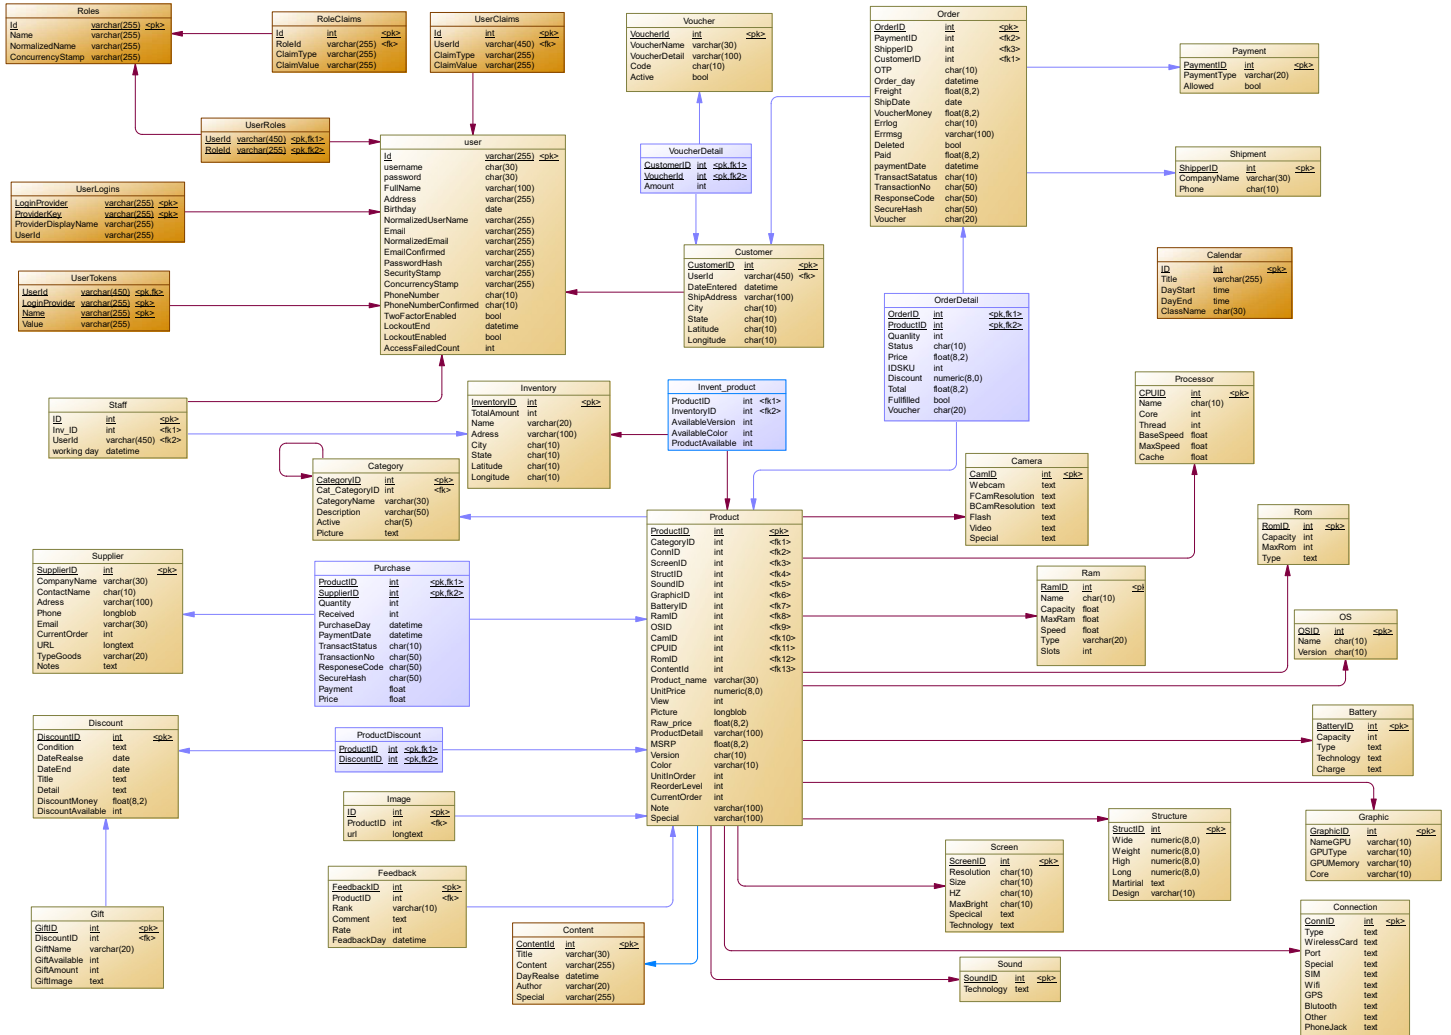 Roles
Id varchar(255) <pk>
Name varchar(255)
NormalizedName varchar(255)
ConcurrencyStamp varchar(255)
RoleClaims
Id int <pk>
RoleId varchar(255) <fk>
ClaimType varchar(255)
ClaimValue varchar(255)
UserClaims
Id int <pk>
UserId varchar(450) <fk>
ClaimType varchar(255)
ClaimValue varchar(255)
Voucher
VoucherId int <pk>
VoucherName varchar(30)
VoucherDetail varchar(100)
Code char(10)
Active bool
Order
OrderID int <pk>
PaymentID int <fk2>
ShipperID int <fk3>
CustomerID int <fk1>
OTP char(10)
Order_day datetime
Freight float(8,2)
ShipDate date
VoucherMoney float(8,2)
Errlog char(10)
Errmsg varchar(100)
Deleted bool
Paid float(8,2)
paymentDate datetime
TransactSatatus char(10)
TransactionNo char(50)
ResponseCode char(50)
SecureHash char(50)
Voucher char(20)
Payment
PaymentID int <pk>
PaymentType varchar(20)
Allowed bool
UserRoles
UserId varchar(450) <pk,fk1>
RoleId varchar(255) <pk,fk2>
user
Id varchar(255) <pk>
username char(30)
password char(30)
FullName varchar(100)
Address varchar(255)
Birthday date
NormalizedUserName varchar(255)
Email varchar(255)
NormalizedEmail varchar(255)
EmailConfirmed varchar(255)
PasswordHash varchar(255)
SecurityStamp varchar(255)
ConcurrencyStamp varchar(255)
PhoneNumber char(10)
PhoneNumberConfirmed char(10)
TwoFactorEnabled bool
LockoutEnd datetime
LockoutEnabled bool
AccessFailedCount int
VoucherDetail
CustomerID int <pk,fk1>
VoucherId int <pk,fk2>
Amount int
Shipment
ShipperID int <pk>
CompanyName varchar(30)
Phone char(10)
UserLogins
LoginProvider varchar(255) <pk>
ProviderKey varchar(255) <pk>
ProviderDisplayName varchar(255)
UserId varchar(255)
Customer
CustomerID int <pk>
UserId varchar(450) <fk>
DateEntered datetime
ShipAddress varchar(100)
City char(10)
State char(10)
Latitude char(10)
Longitude char(10)
Calendar
ID int <pk>
Title varchar(255)
DayStart time
DayEnd time
ClassName char(30)
UserTokens
UserId varchar(450) <pk,fk>
LoginProvider varchar(255) <pk>
Name varchar(255) <pk>
Value varchar(255)
OrderDetail
OrderID int <pk,fk1>
ProductID int <pk,fk2>
Quanlity int
Status char(10)
Price float(8,2)
IDSKU int
Discount numeric(8,0)
Total float(8,2)
Fullfilled bool
Voucher char(20)
Staff
ID int <pk>
Inv_ID int <fk1>
UserId varchar(450) <fk2>
working day datetime
Inventory
InventoryID int <pk>
TotalAmount int
Name varchar(20)
Adress varchar(100)
City char(10)
State char(10)
Latitude char(10)
Longitude char(10)
Invent_product
ProductID int <fk1>
InventoryID int <fk2>
AvailableVersion int
AvailableColor int
ProductAvailable int
Processor
CPUID int <pk>
Name char(10)
Core int
Thread int
BaseSpeed float
MaxSpeed float
Cache float
Category
CategoryID int <pk>
Cat_CategoryID int <fk>
CategoryName varchar(30)
Description varchar(50)
Active char(5)
Picture text
Camera
CamID int <pk>
Webcam text
FCamResolution text
BCamResolution text
Flash text
Video text
Special text
Product
ProductID int <pk>
CategoryID int <fk1>
ConnID int <fk2>
ScreenID int <fk3>
StructID int <fk4>
SoundID int <fk5>
GraphicID int <fk6>
BatteryID int <fk7>
RamID int <fk8>
OSID int <fk9>
CamID int <fk10>
CPUID int <fk11>
RomID int <fk12>
ContentId int <fk13>
Product_name varchar(30)
UnitPrice numeric(8,0)
View int
Picture longblob
Raw_price float(8,2)
ProductDetail varchar(100)
MSRP float(8,2)
Version char(10)
Color varchar(10)
UnitInOrder int
ReorderLevel int
CurrentOrder int
Note varchar(100)
Special varchar(100)
Rom
RomID int <pk>
Capacity int
MaxRom int
Type text
Supplier
SupplierID int <pk>
CompanyName varchar(30)
ContactName char(10)
Adress varchar(100)
Phone longblob
Email varchar(30)
CurrentOrder int
URL longtext
TypeGoods varchar(20)
Notes text
Purchase
ProductID int <pk,fk1>
SupplierID int <pk,fk2>
Quantity int
Received int
PurchaseDay datetime
PaymentDate datetime
TransactStatus char(10)
TransactionNo char(50)
ResponeseCode char(50)
SecureHash char(50)
Payment float
Price float
Ram
RamID int <pk
Name char(10)
Capacity float
MaxRam float
Speed float
Type varchar(20)
Slots int
OS
OSID int <pk>
Name char(10)
Version char(10)
Discount
DiscountID int <pk>
Condition text
DateRealse date
DateEnd date
Title text
Detail text
DiscountMoney float(8,2)
DiscountAvailable int
ProductDiscount
ProductID int <pk,fk1>
DiscountID int <pk,fk2>
Battery
BatteryID int <pk>
Capacity int
Type text
Technology text
Charge text
Image
ID int <pk>
ProductID int <fk>
url longtext
Structure
StructID int <pk>
Wide numeric(8,0)
Weight numeric(8,0)
High numeric(8,0)
Long numeric(8,0)
Martirial text
Design varchar(10)
Graphic
GraphicID int <pk>
NameGPU varchar(10)
GPUType varchar(10)
GPUMemory varchar(10)
Core varchar(10)
Feedback
FeedbackID int <pk>
ProductID int <fk>
Rank varchar(10)
Comment text
Rate int
FeadbackDay datetime
Screen
ScreenID int <pk>
Resolution char(10)
Size char(10)
HZ char(10)
MaxBright char(10)
Specical text
Technology text
Gift
GiftID int <pk>
DiscountID int <fk>
GiftName varchar(20)
GiftAvailable int
GiftAmount int
GiftImage text
Content
ContentId int <pk>
Title varchar(30)
Content varchar(255)
DayRealse datetime
Author varchar(20)
Special varchar(255)
Sound
SoundID int <pk>
Technology text
Connection
ConnID int <pk>
Type text
WirelessCard text
Port text
Special text
SIM text
Wifi text
GPS text
Blutooth text
Other text
PhoneJack text